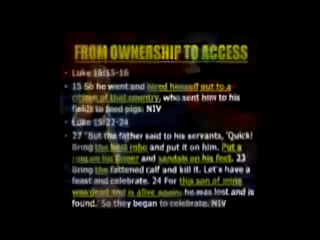 FROM OWNERSHIP TO ACCESS
• Luke 15:15-16
• 15 So he went and hired himself out to a
citizen of that country, who sent him to his
fields to feed pigs. NIV
• Luke 15:22-24
• 22 "But the father said to his servants, 'Quick!
Bring the best robe and put it on him. Put a
ring on his finger and sandals on his feet. 23
Bring the fattened calf and kill it. Let's have a
feast and celebrate. 24 For this son of mine
was dead and is alive again; he was lost and is
found.' So they began to celebrate. NIV